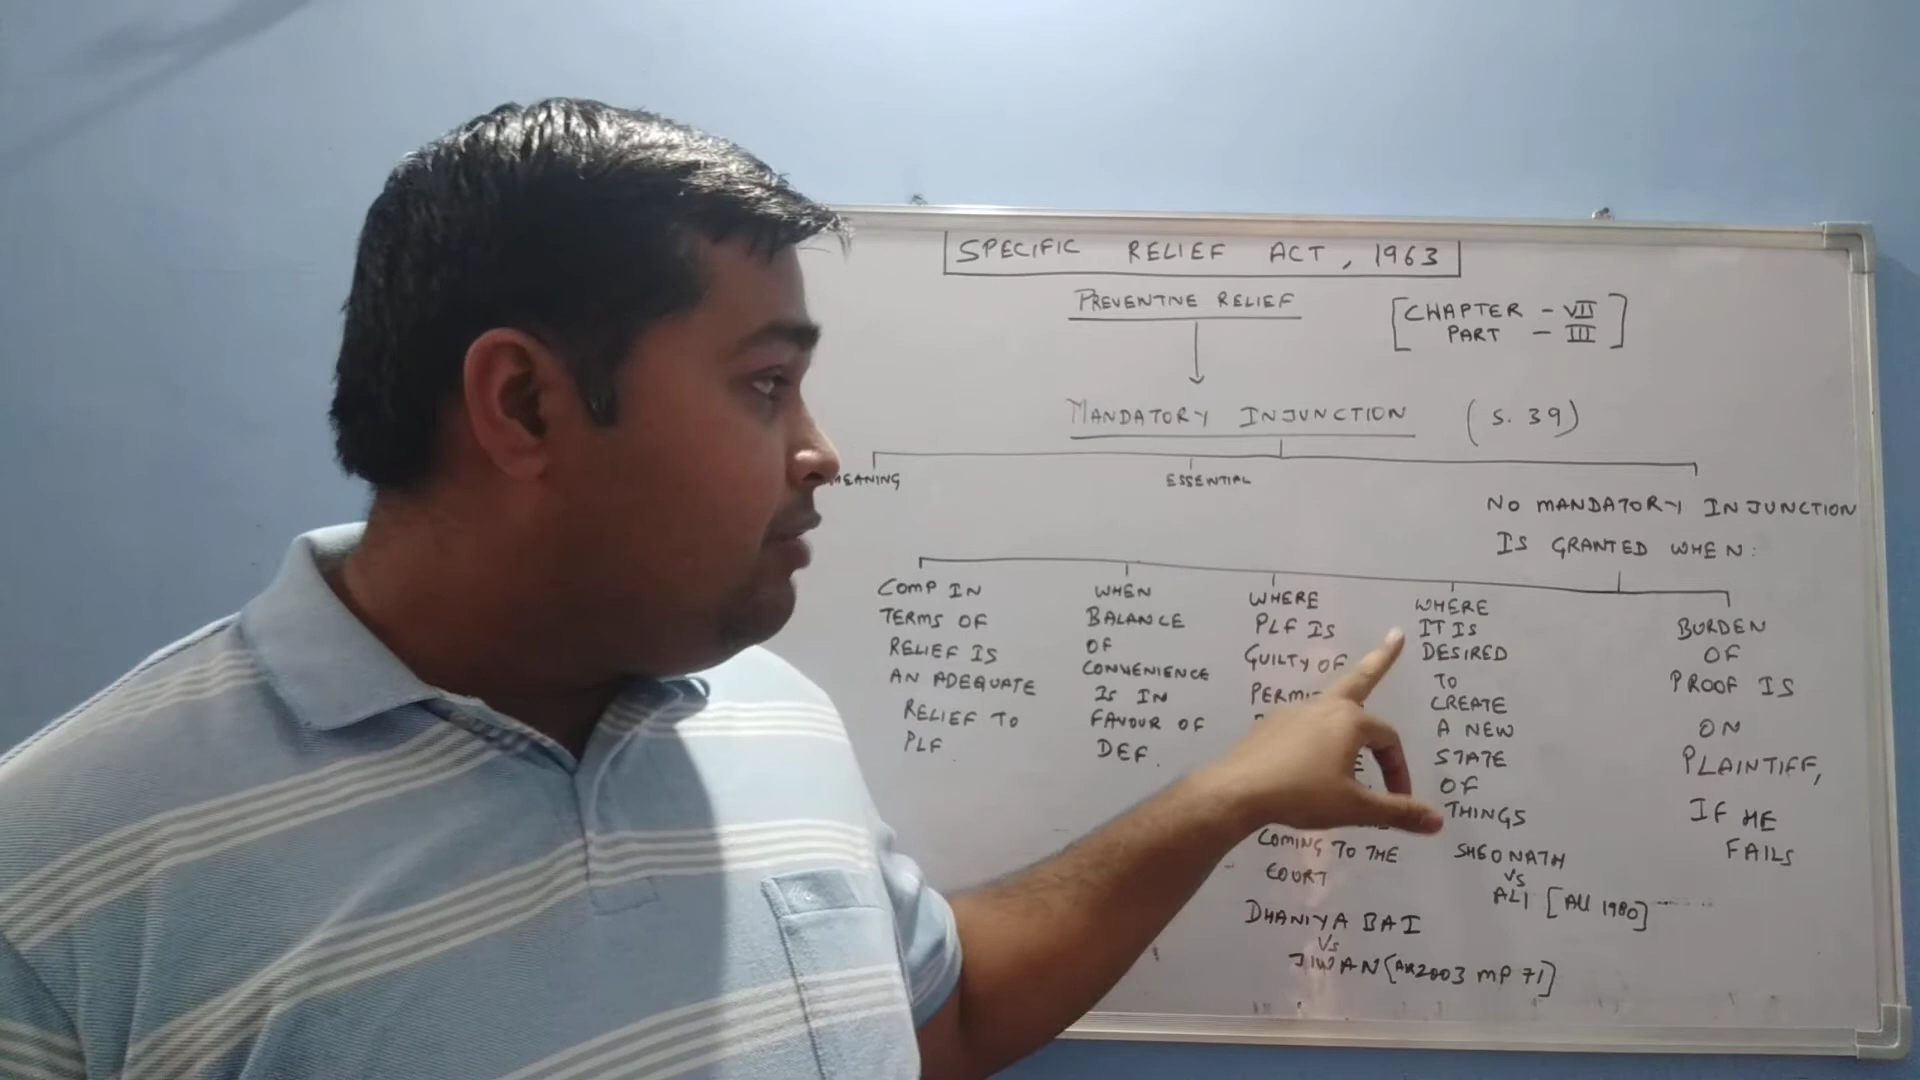 SPECIFIC RELIEF ACT, 1963
PREVENTIVE RELIEF
[CHAPTER - VII
PART - III]
MANDATORY INJUNCTION (S. 39)
MEANING
ESSENTIAL
NO MANDATORY INJUNCTION
IS GRANTED WHEN:
COMP IN
TERMS OF
RELIEF IS
AN ADEQUATE
RELIEF TO
PLF
WHEN
BALANCE
OF
CONVENIENCE
IS IN
FAVOUR OF
DEF.
WHERE
PLF IS
GUILTY OF
COMING TO THE
COURT
DHANIYA BAI
VS
JIWAN [AIR 2003 MP 71]
WHERE
IT IS
DESIRED
TO
CREATE
A NEW
STATE
OF
THINGS
SHEONATH
VS
ALI [All 1980]
BURDEN
OF
PROOF IS
ON
PLAINTIFF,
IF HE
FAILS